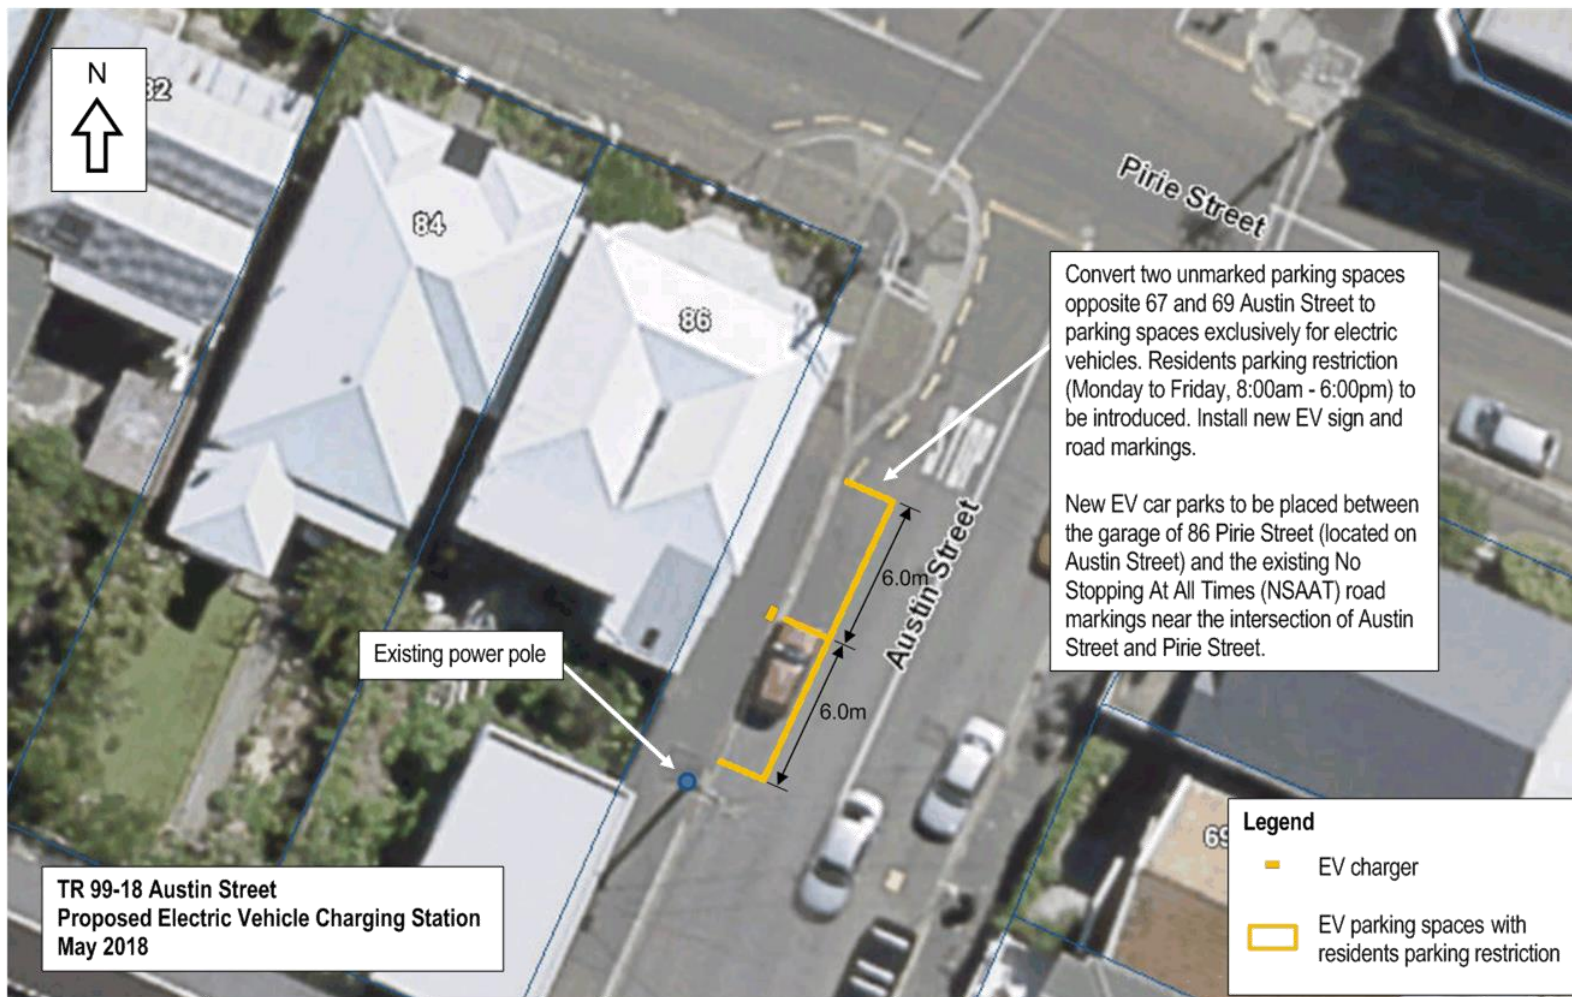 N
32
84
86
Pirie Street
Convert two unmarked parking spaces
opposite 67 and 69 Austin Street to
parking spaces exclusively for electric
vehicles. Residents parking restriction
(Monday to Friday, 8:00am - 6:00pm) to
be introduced. Install new EV sign and
road markings.
New EV car parks to be placed between
the garage of 86 Pirie Street (located on
Austin Street) and the existing No
Stopping At All Times (NSAAT) road
markings near the intersection of Austin
Street and Pirie Street.
Austin Street
6.0m
6.0m
Existing power pole
69
Legend
EV charger
EV parking spaces with
residents parking restriction
TR 99-18 Austin Street
Proposed Electric Vehicle Charging Station
May 2018